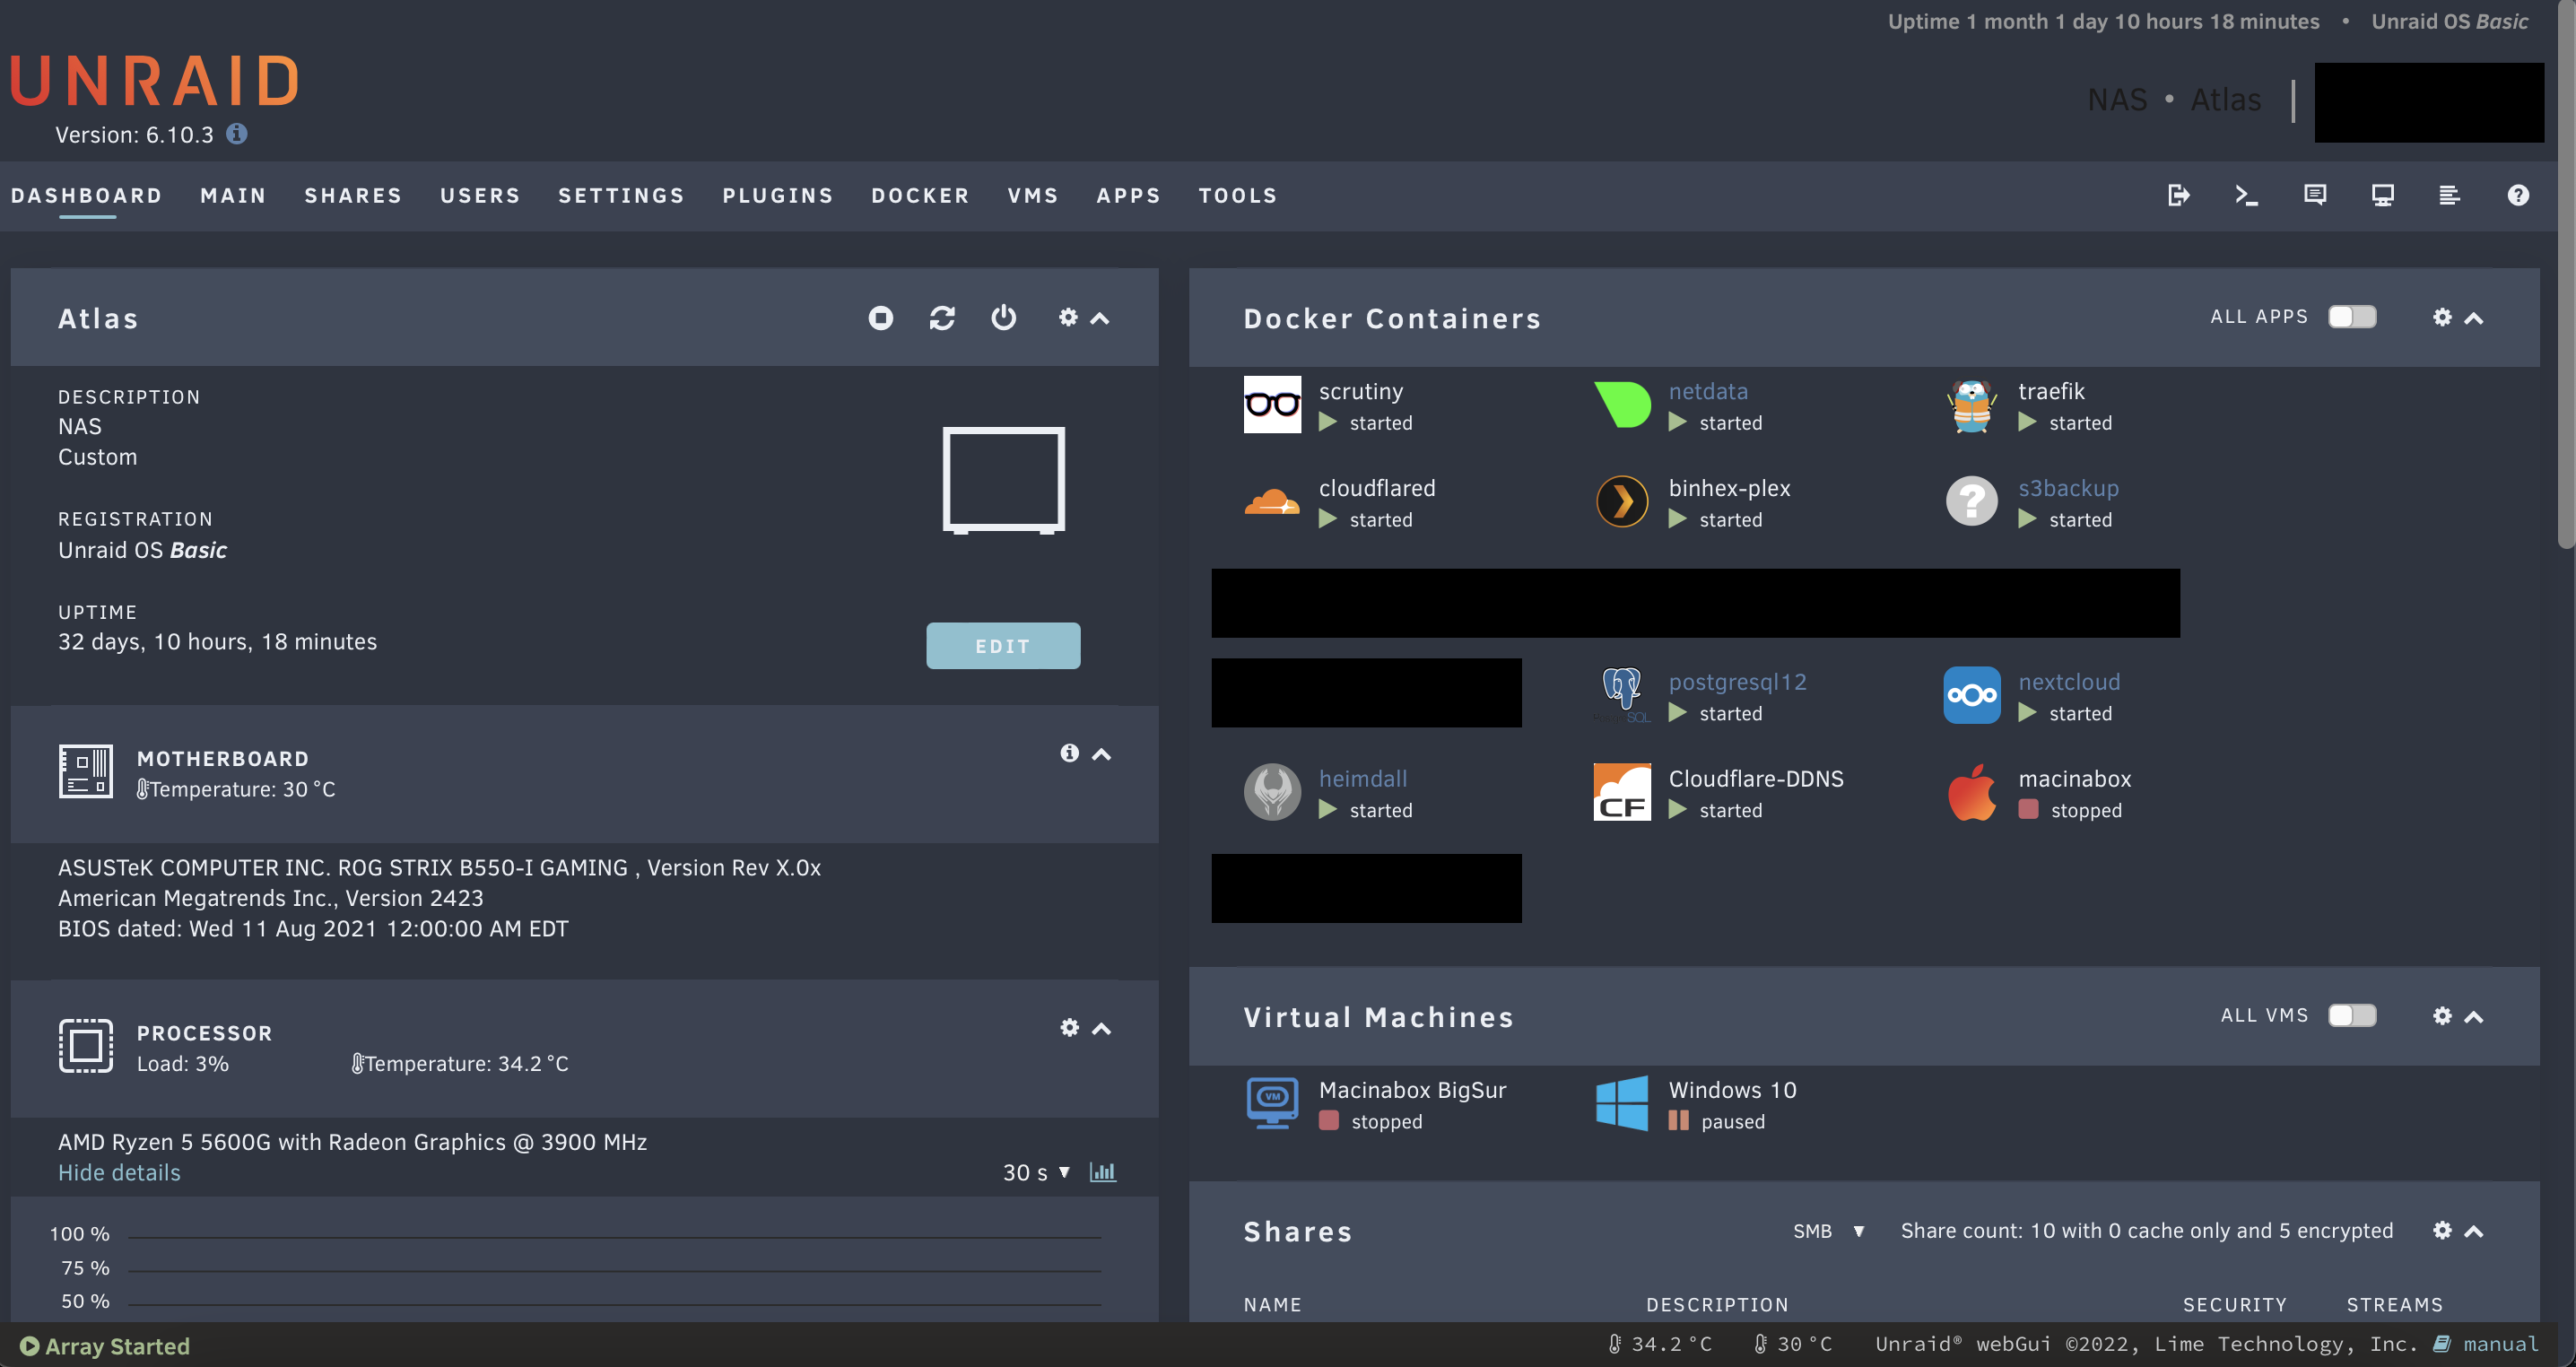 Uptime 1 month 1 day 10 hours 18 minutes • Unraid OS Basic
UNRAID
NAS • Atlas
Version: 6.10.3
DASHBOARD MAIN SHARES USERS SETTINGS PLUGINS DOCKER VMS APPS TOOLS
Atlas
DESCRIPTION
NAS
Custom
REGISTRATION
Unraid OS Basic
UPTIME
32 days, 10 hours, 18 minutes
EDIT
MOTHERBOARD
Temperature: 30 °C
ASUSTeK COMPUTER INC. ROG STRIX B550-I GAMING , Version Rev X.0x
American Megatrends Inc., Version 2423
BIOS dated: Wed 11 Aug 2021 12:00:00 AM EDT
PROCESSOR
Load: 3% Temperature: 34.2 °C
AMD Ryzen 5 5600G with Radeon Graphics @ 3900 MHz
Hide details 30 s
100 %
75 %
50 %
Docker Containers ALL APPS
scrutiny netdata traefik
started started started
cloudflared binhex-plex s3backup
started started started
postgresql12 nextcloud
SQL started started
heimdall Cloudflare-DDNS macinabox
CF
started started stopped
Virtual Machines ALL VMS
VM
Macinabox BigSur Windows 10
stopped paused
Shares SMB Share count: 10 with 0 cache only and 5 encrypted
NAME DESCRIPTION SECURITY STREAMS
Array Started 34.2 °C 30 °C Unraid® webGui ©2022, Lime Technology, Inc. manual